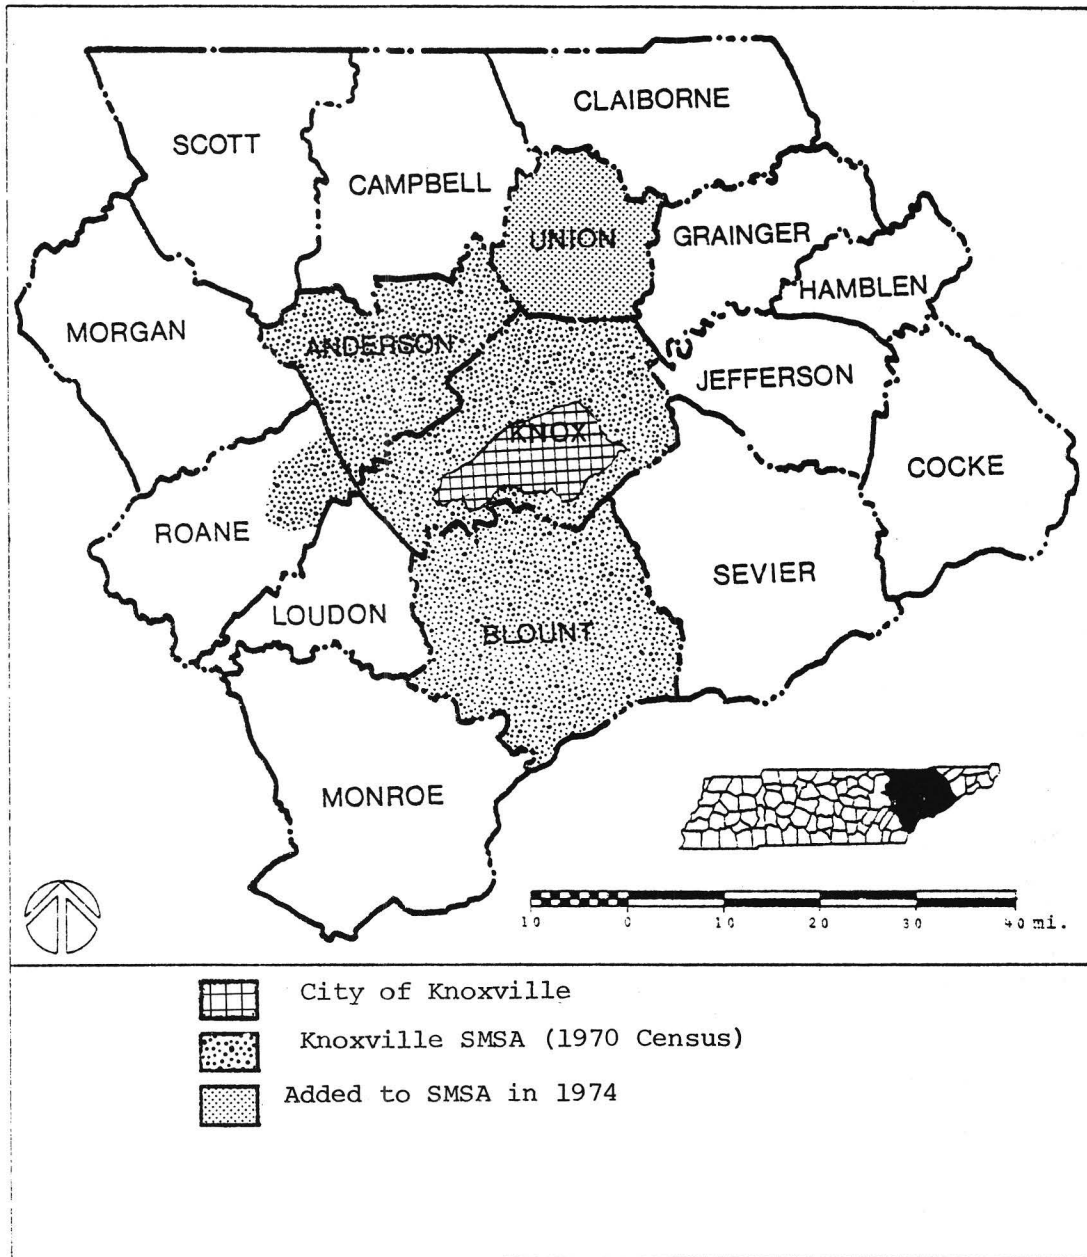 CLAIBORNE
SCOTT
CAMPBELL
UNION
GRAINGER
HAMBLEN
MORGAN
ANDERSON
JEFFERSON
KNOX
COCKE
ROANE
SEVIER
LOUDON
BLOUNT
MONROE
10 0 10 20 30 40 mi.
City of Knoxville
Knoxville SMSA (1970 Census)
Added to SMSA in 1974